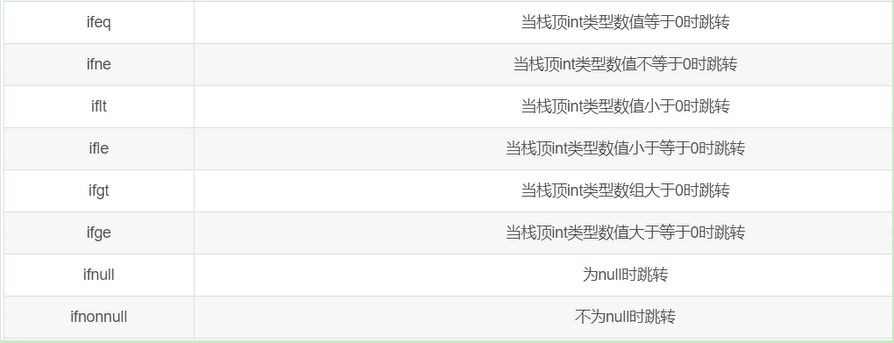 ifeq 当栈顶int类型数值等于0时跳转
ifne 当栈顶int类型数值不等于0时跳转
iflt 当栈顶int类型数值小于0时跳转
ifle 当栈顶int类型数值小于等于0时跳转
ifgt 当栈顶int类型数组大于0时跳转
ifge 当栈顶int类型数值大于等于0时跳转
ifnull 为null时跳转
ifnonnull 不为null时跳转